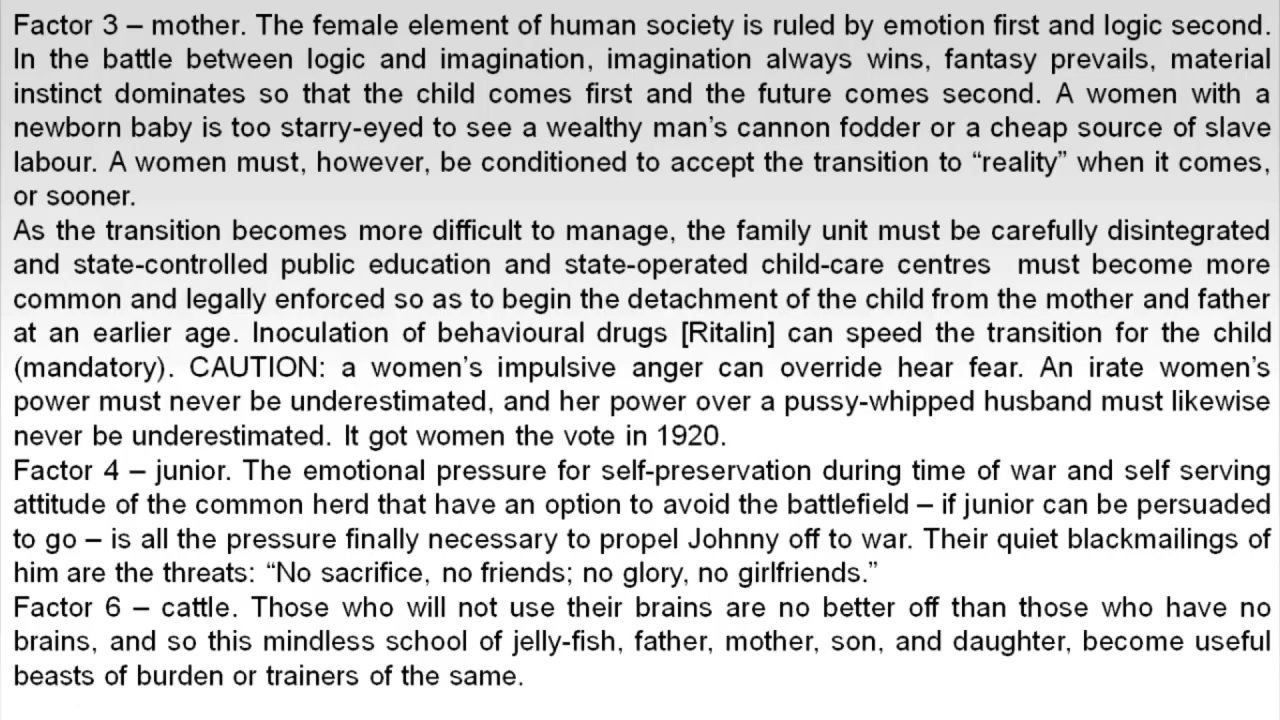 Factor 3 – mother. The female element of human society is ruled by emotion first and logic second.
In the battle between logic and imagination, imagination always wins, fantasy prevails, material
instinct dominates so that the child comes first and the future comes second. A women with a
newborn baby is too starry-eyed to see a wealthy man’s cannon fodder or a cheap source of slave
labour. A women must, however, be conditioned to accept the transition to “reality” when it comes,
or sooner.
As the transition becomes more difficult to manage, the family unit must be carefully disintegrated
and state-controlled public education and state-operated child-care centres must become more
common and legally enforced so as to begin the detachment of the child from the mother and father
at an earlier age. Inoculation of behavioural drugs [Ritalin] can speed the transition for the child
(mandatory). CAUTION: a women’s impulsive anger can override hear fear. An irate women’s
power must never be underestimated, and her power over a pussy-whipped husband must likewise
never be underestimated. It got women the vote in 1920.
Factor 4 – junior. The emotional pressure for self-preservation during time of war and self serving
attitude of the common herd that have an option to avoid the battlefield – if junior can be persuaded
to go – is all the pressure finally necessary to propel Johnny off to war. Their quiet blackmailings of
him are the threats: “No sacrifice, no friends; no glory, no girlfriends.”
Factor 6 – cattle. Those who will not use their brains are no better off than those who have no
brains, and so this mindless school of jelly-fish, father, mother, son, and daughter, become useful
beasts of burden or trainers of the same.